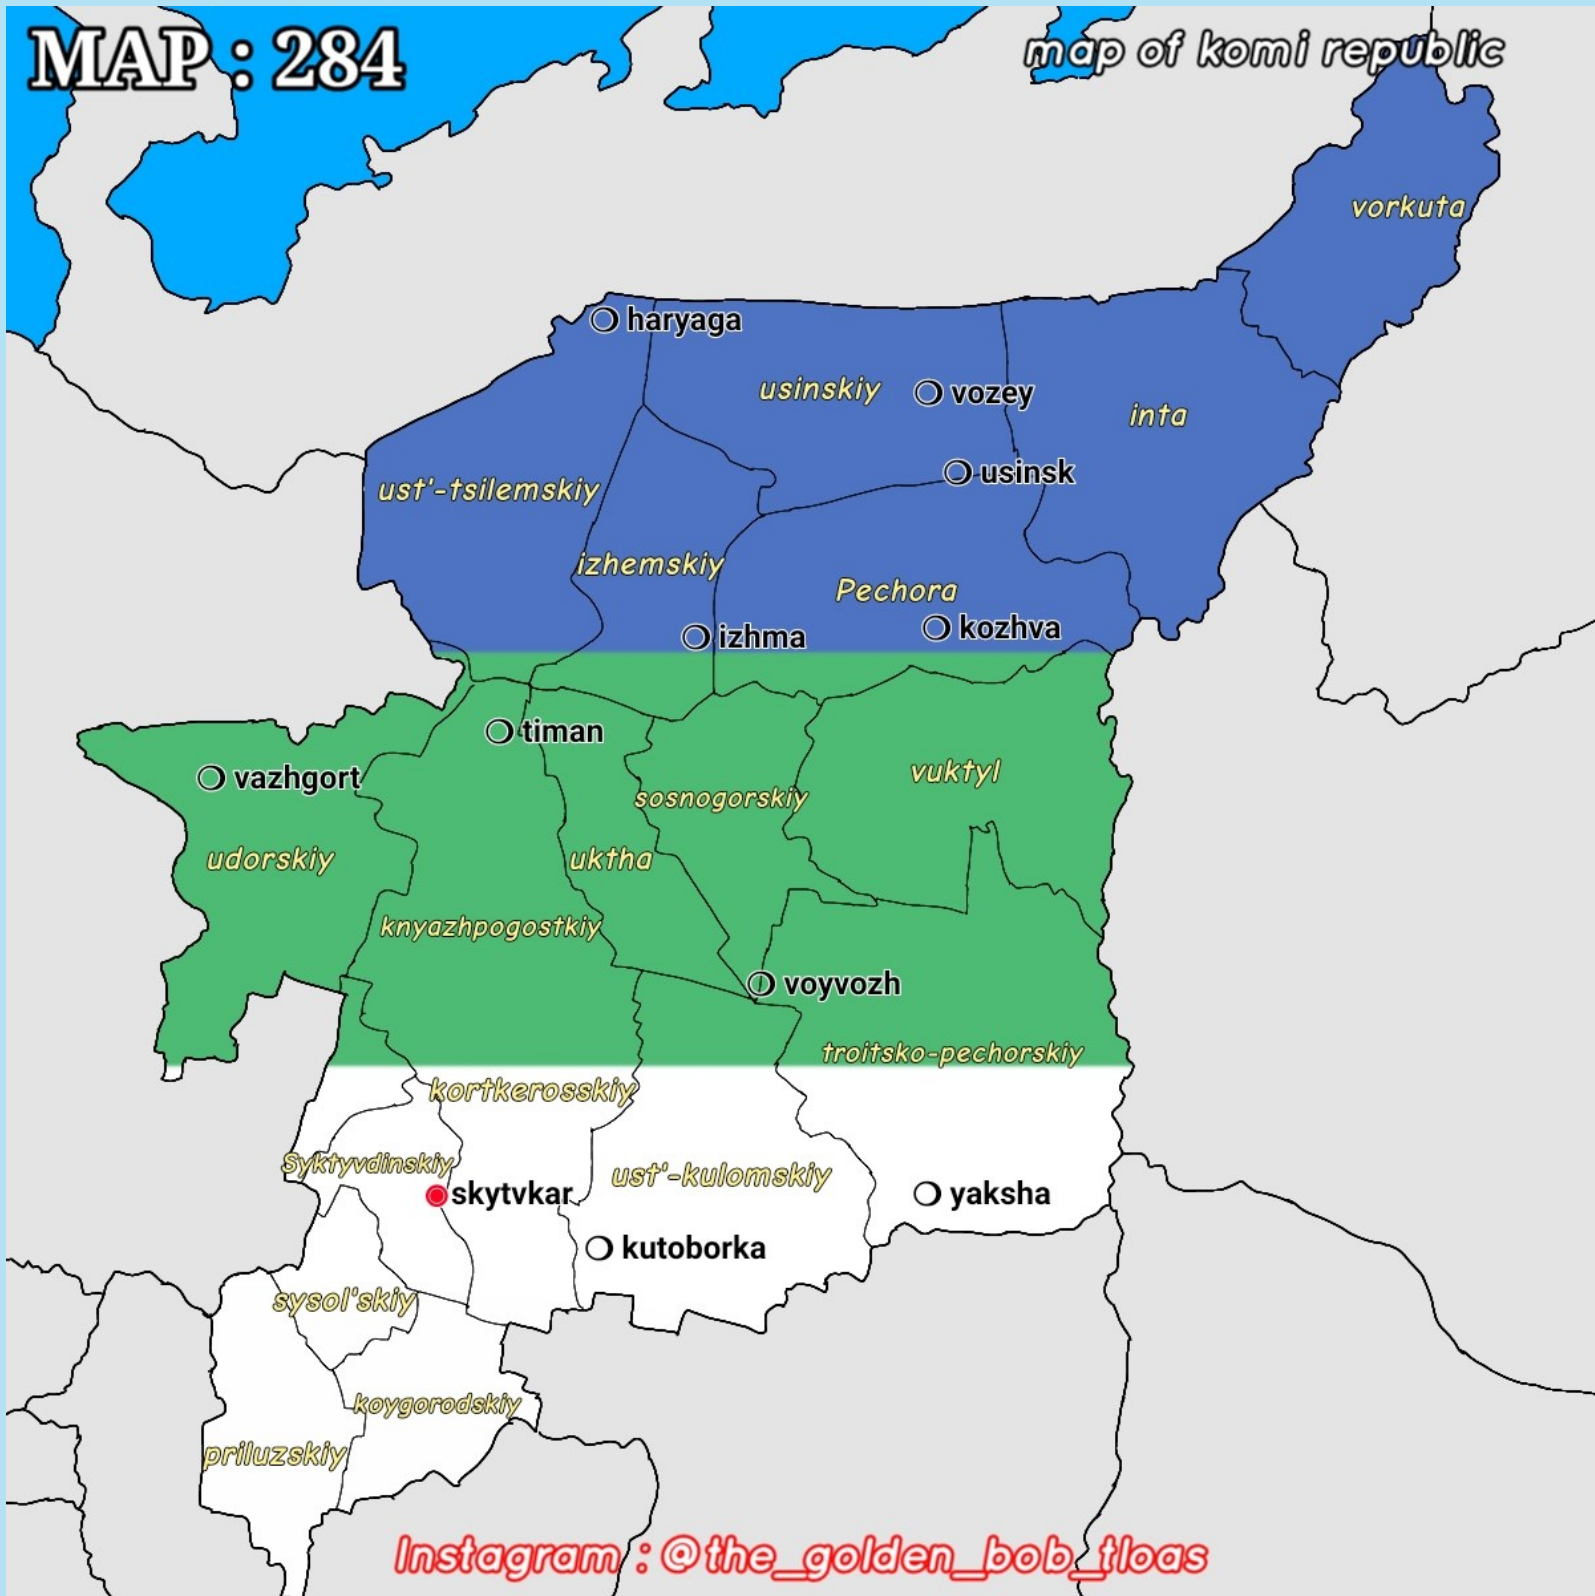 MAP : 284
map of komi republic
vorkuta
haryaga
usinskiy
vozey
inta
usinsk
ust'-tsilemskiy
izhemskiy
Pechora
kozhva
izhma
timan
vazhgort
vuktyl
sosnogorskiy
udorskiy
uktha
knyazhpogostkiy
voyvozh
troitsko-pechorskiy
kortkerosskiy
Syktyvdinskiy
ust'-kulomskiy
skytvkar
yaksha
kutoborka
sysol'skiy
koygorodskiy
priluzskiy
Instagram : @the_golden_bob_tloas